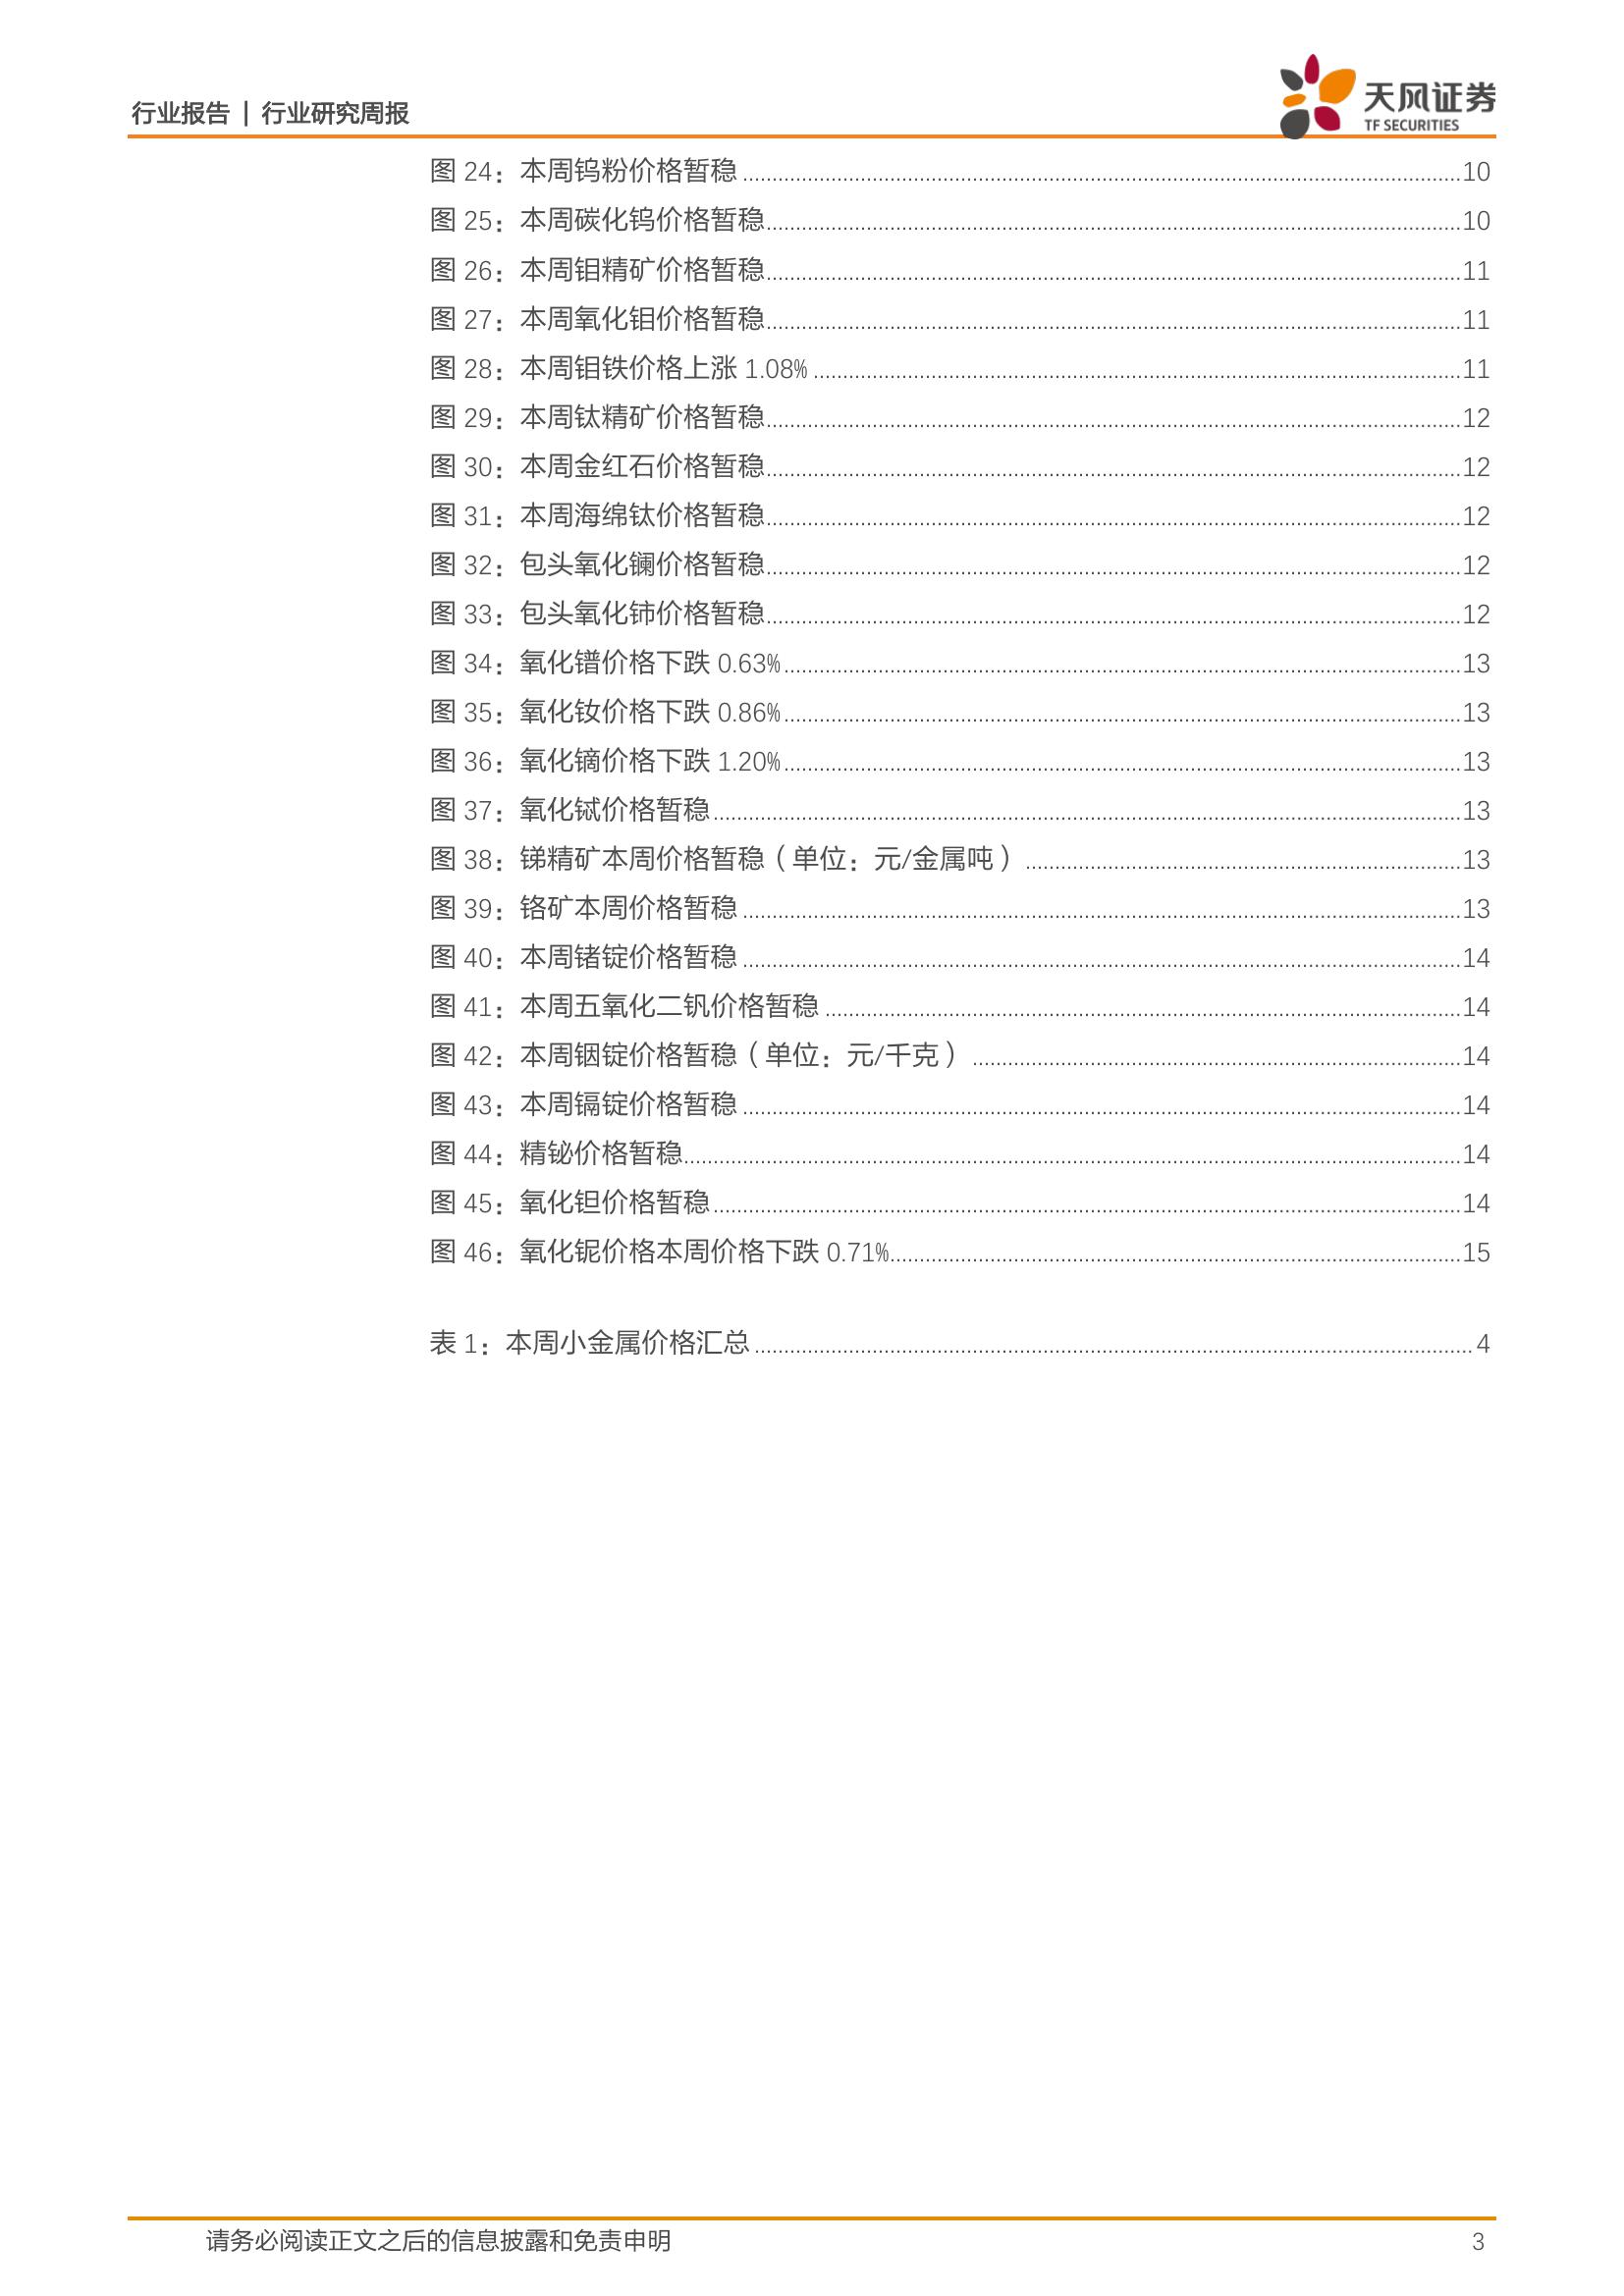 行业报告 | 行业研究周报
天风证券
TF SECURITIES
图 24：本周钨粉价格暂稳 10
图 25：本周碳化钨价格暂稳 10
图 26：本周钼精矿价格暂稳 11
图 27：本周氧化钼价格暂稳 11
图 28：本周钼铁价格上涨 1.08% 11
图 29：本周钛精矿价格暂稳 12
图 30：本周金红石价格暂稳 12
图 31：本周海绵钛价格暂稳 12
图 32：包头氧化镧价格暂稳 12
图 33：包头氧化铈价格暂稳 12
图 34：氧化镨价格下跌 0.63% 13
图 35：氧化钕价格下跌 0.86% 13
图 36：氧化镝价格下跌 1.20% 13
图 37：氧化铽价格暂稳 13
图 38：锑精矿本周价格暂稳（单位：元/金属吨） 13
图 39：铬矿本周价格暂稳 13
图 40：本周锗锭价格暂稳 14
图 41：本周五氧化二钒价格暂稳 14
图 42：本周铟锭价格暂稳（单位：元/千克） 14
图 43：本周镉锭价格暂稳 14
图 44：精铋价格暂稳 14
图 45：氧化钽价格暂稳 14
图 46：氧化铌价格本周价格下跌 0.71% 15
表 1：本周小金属价格汇总 4
请务必阅读正文之后的信息披露和免责申明 3